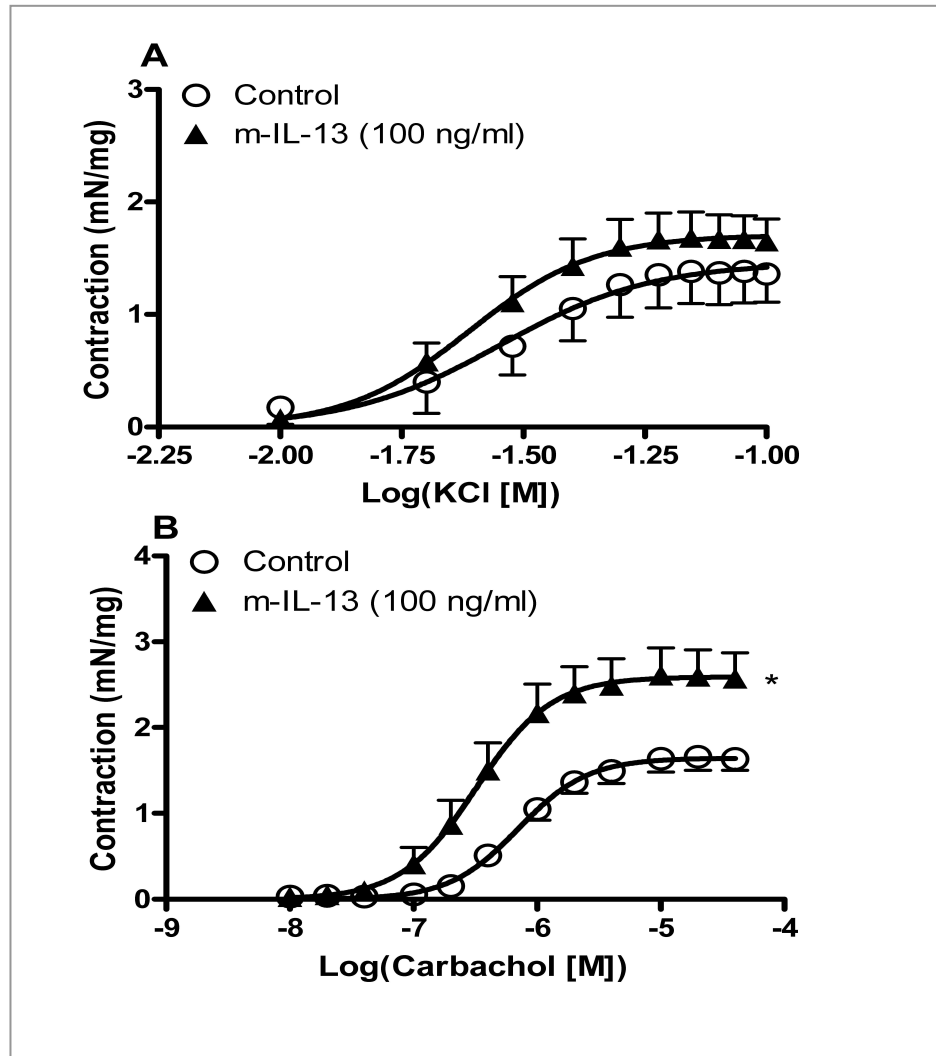 A
Control
m-IL-13 (100 ng/ml)
Contraction (mN/mg)
3
2
1
0
-2.25 -2.00 -1.75 -1.50 -1.25 -1.00
Log(KCl [M])
B
Control
m-IL-13 (100 ng/ml)
Contraction (mN/mg)
4
3
2
1
0
*
-9 -8 -7 -6 -5 -4
Log(Carbachol [M])